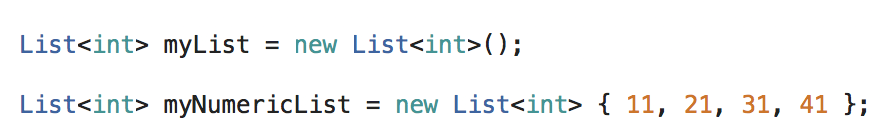 List<int> myList = new List<int>();
List<int> myNumericList = new List<int> { 11, 21, 31, 41 };